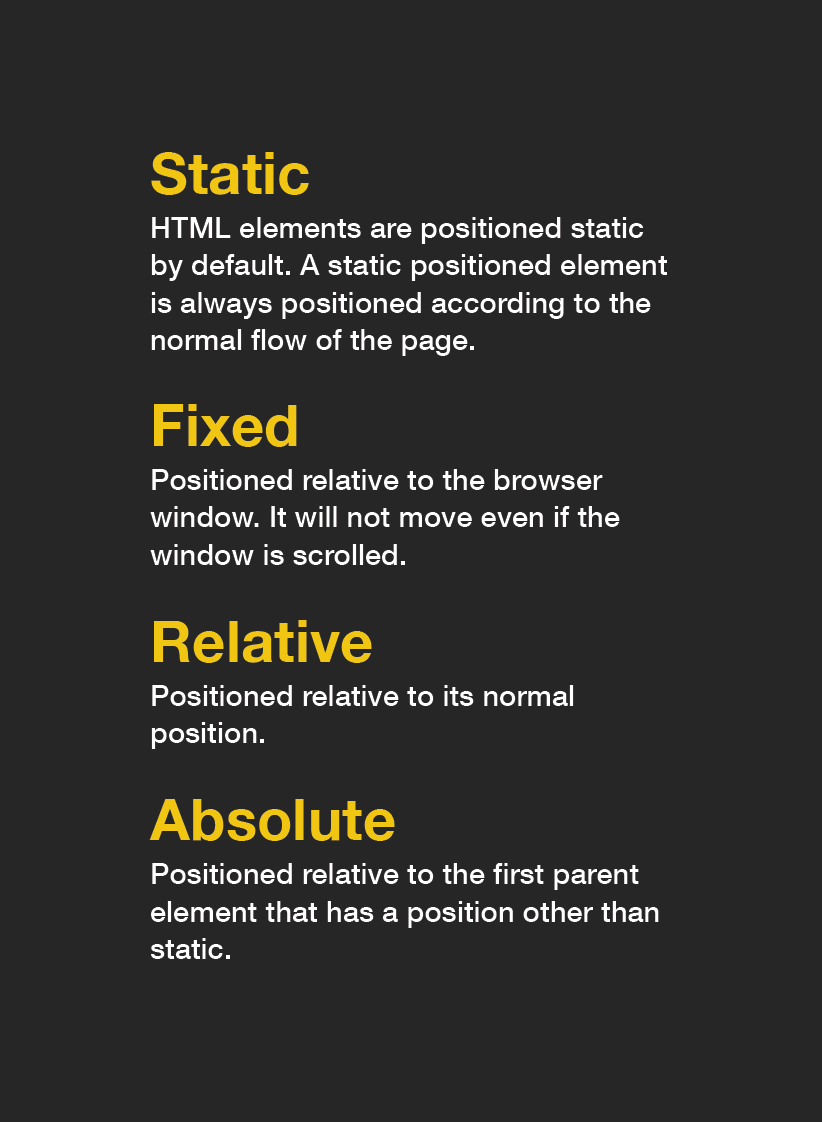 Static
HTML elements are positioned static
by default. A static positioned element
is always positioned according to the
normal flow of the page.
Fixed
Positioned relative to the browser
window. It will not move even if the
window is scrolled.
Relative
Positioned relative to its normal
position.
Absolute
Positioned relative to the first parent
element that has a position other than
static.